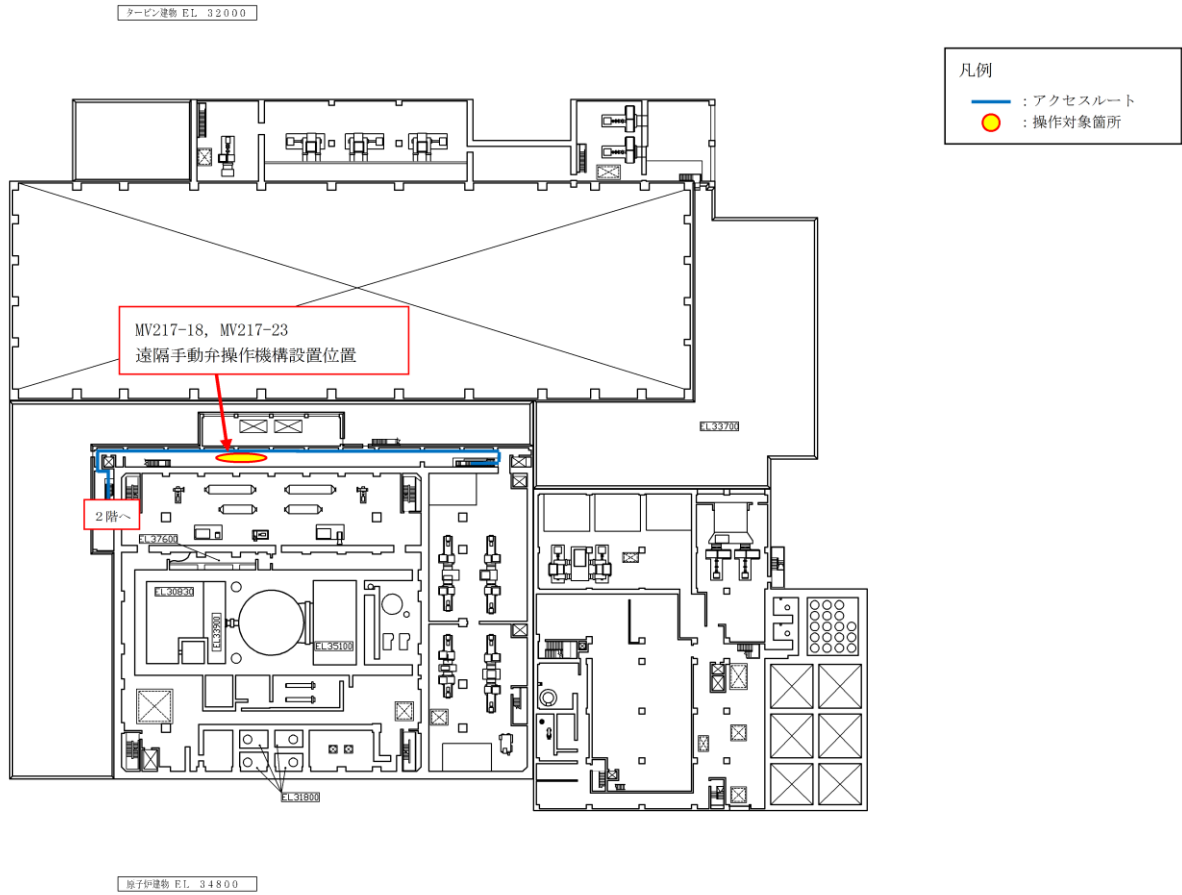 タービン建物 EL 32000
凡例
：アクセスルート
：操作対象箇所
MV217-18, MV217-23
遠隔手動弁操作機構設置位置
EL33700
2階へ
EL37600
EL30830
EL33900
EL35100
EL31800
原子炉建物 EL 34800